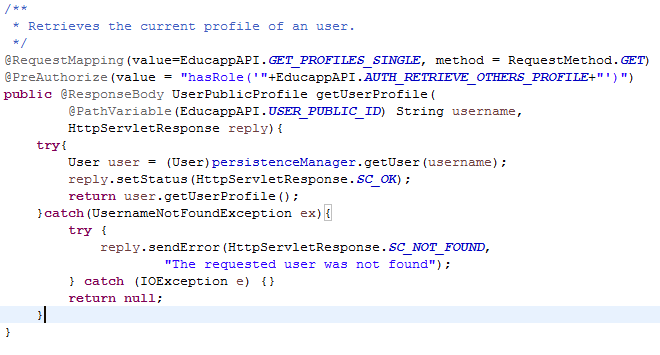 /**
 * Retrieves the current profile of an user.
 */
@RequestMapping(value=EducappAPI.GET_PROFILES_SINGLE, method = RequestMethod.GET)
@PreAuthorize(value = "hasRole('"+EducappAPI.AUTH_RETRIEVE_OTHERS_PROFILE+"')")
public @ResponseBody UserPublicProfile getUserProfile(
        @PathVariable(EducappAPI.USER_PUBLIC_ID) String username,
        HttpServletResponse reply){
    try{
        User user = (User)persistenceManager.getUser(username);
        reply.setStatus(HttpServletResponse.SC_OK);
        return user.getUserProfile();
    }catch(UsernameNotFoundException ex){
        try {
            reply.sendError(HttpServletResponse.SC_NOT_FOUND,
                    "The requested user was not found");
        } catch (IOException e) {}
        return null;
    }
}